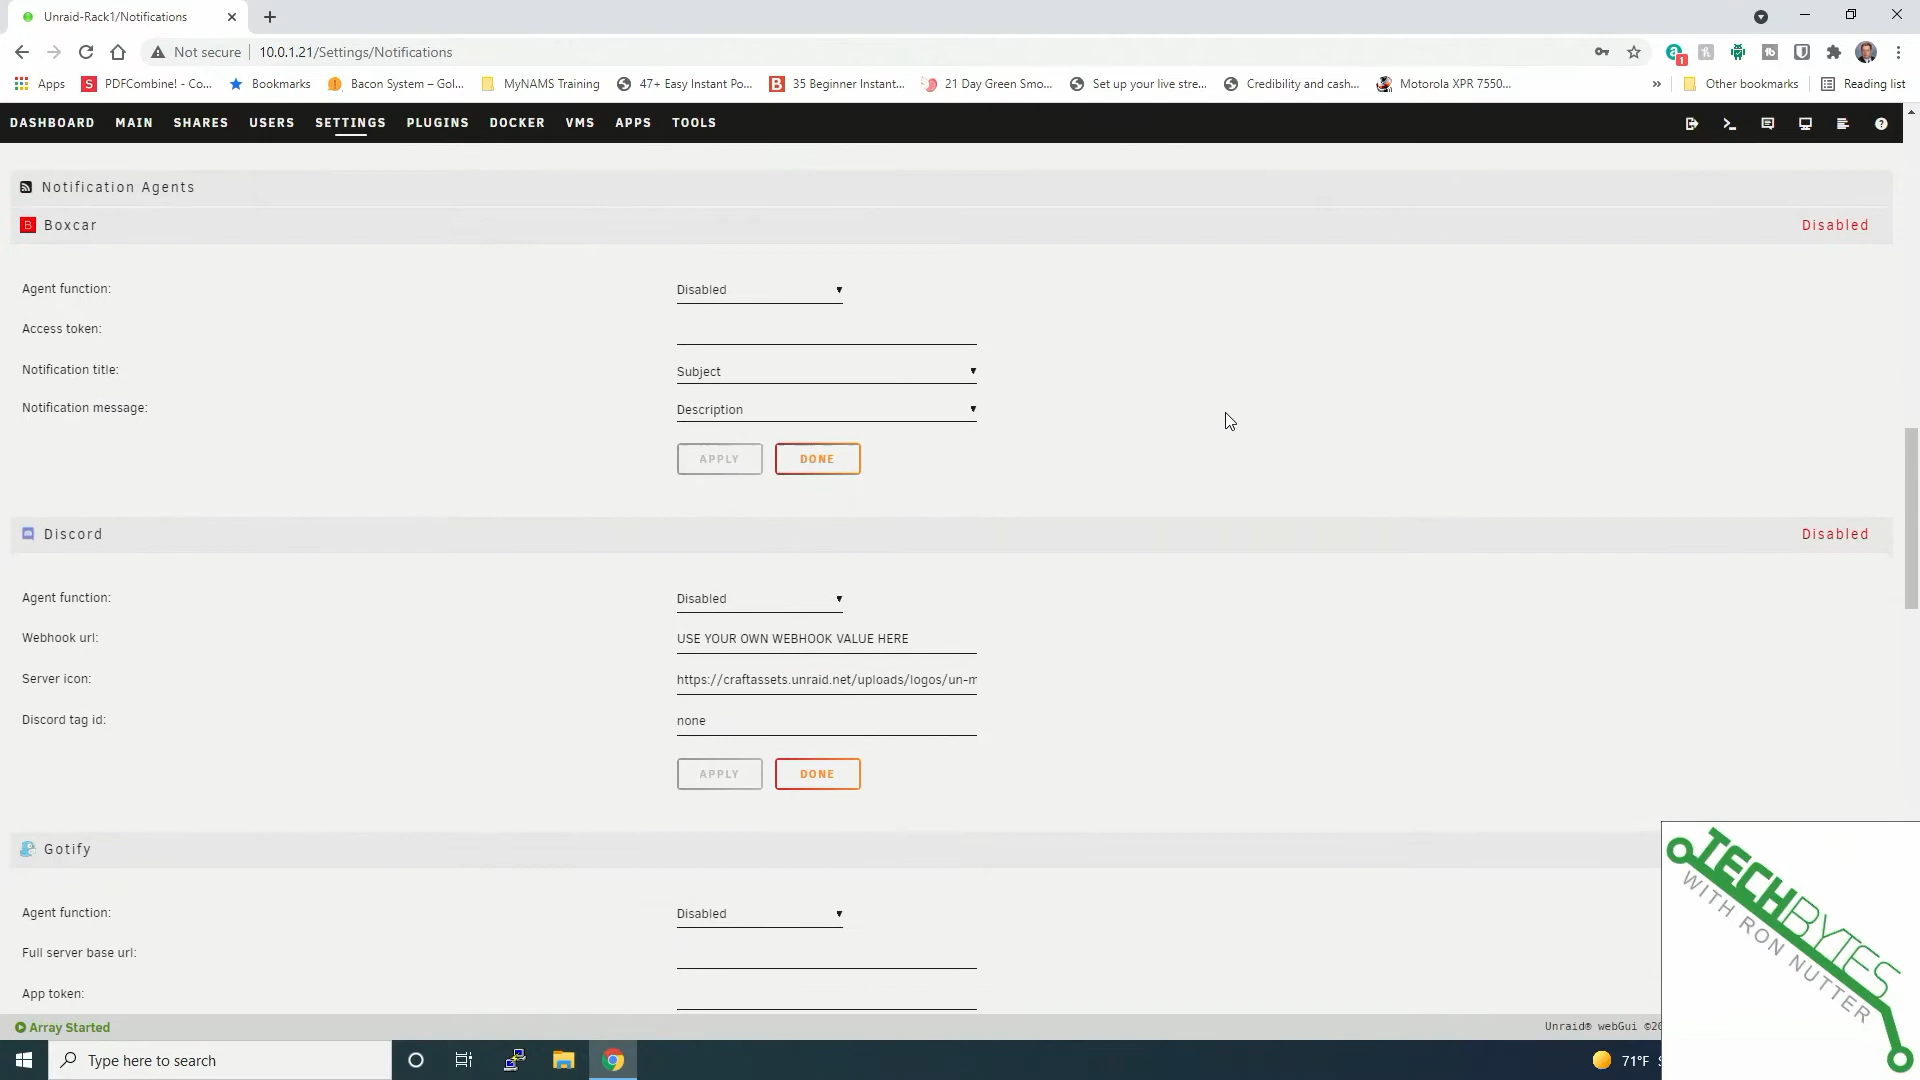 Unraid-Rack1/Notifications
Not secure
10.0.1.21/Settings/Notifications
1
Apps
PDFCombine! - Co...
Bookmarks
Bacon System – Gol...
MyNAMS Training
47+ Easy Instant Po...
35 Beginner Instant...
21 Day Green Smo...
Set up your live stre...
Credibility and cash...
Motorola XPR 7550...
»
Other bookmarks
Reading list
DASHBOARD MAIN SHARES USERS SETTINGS PLUGINS DOCKER VMS APPS TOOLS
Notification Agents
B Boxcar Disabled
Agent function: Disabled
Access token:
Notification title: Subject
Notification message: Description
APPLY DONE
Discord Disabled
Agent function: Disabled
Webhook url: USE YOUR OWN WEBHOOK VALUE HERE
Server icon: https://craftassets.unraid.net/uploads/logos/un-m
Discord tag id: none
APPLY DONE
Gotify
Agent function: Disabled
Full server base url:
App token:
Array Started
Unraid® webGui ©20
Type here to search
71°F
TECHBYTES
WITH RON NUTTER